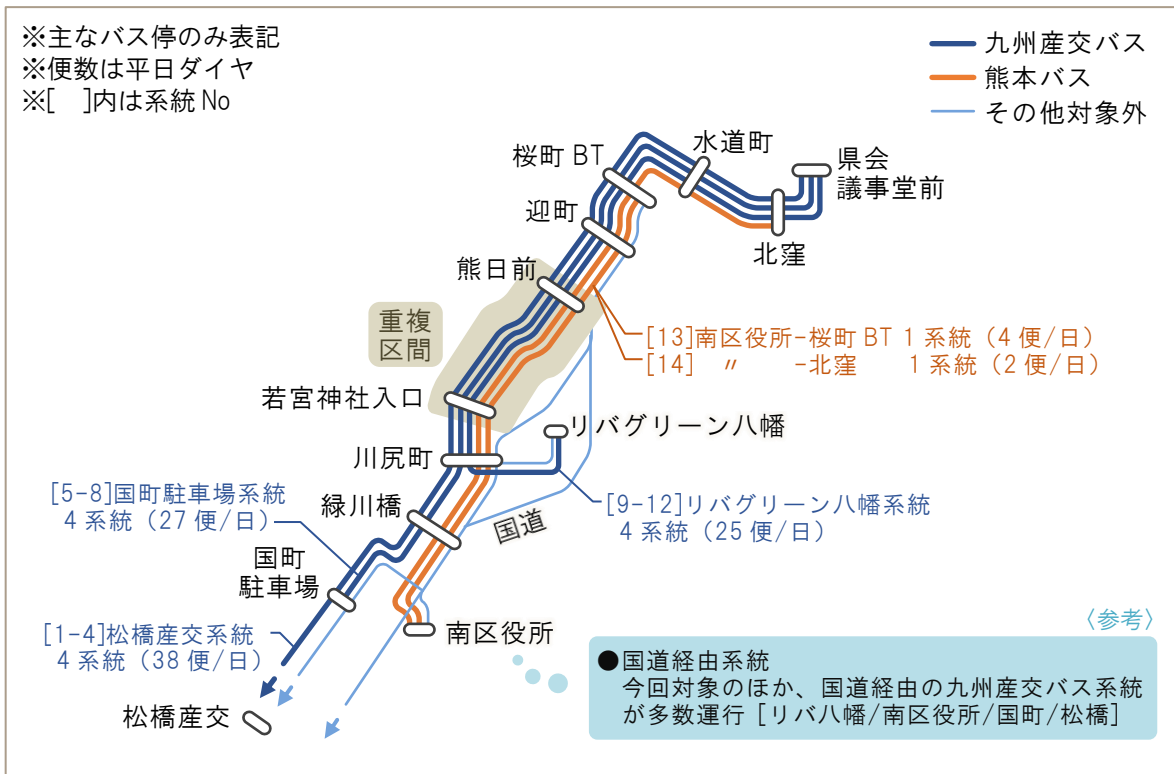 ※主なバス停のみ表記
※便数は平日ダイヤ
※[　]内は系統 No
九州産交バス
熊本バス
その他対象外
桜町 BT
水道町
県会
議事堂前
迎町
北窪
熊日前
重複
区間
[13]南区役所-桜町 BT 1 系統（4 便/日）
[14]　〃　-北窪　1 系統（2 便/日）
若宮神社入口
リバグリーン八幡
川尻町
[5-8]国町駐車場系統
4 系統（27 便/日）
緑川橋
国道
[9-12]リバグリーン八幡系統
4 系統（25 便/日）
国町
駐車場
[1-4]松橋産交系統
4 系統（38 便/日）
南区役所
松橋産交
〈参考〉
●国道経由系統
今回対象のほか、国道経由の九州産交バス系統
が多数運行 [リバ八幡/南区役所/国町/松橋]